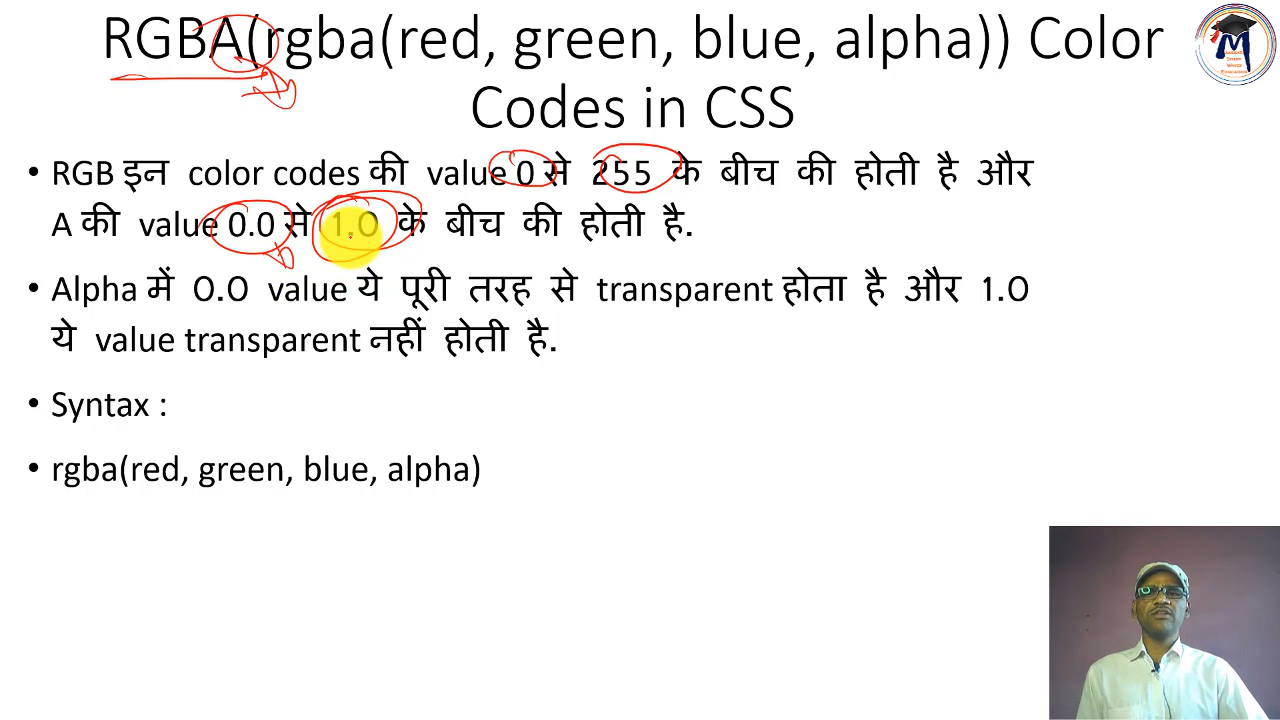 RGBA(rgba(red, green, blue, alpha)) Color
Codes in CSS
• RGB इन color codes की value 0 से 255 के बीच की होती है और
A की value 0.0 से 1.0 के बीच की होती है.
• Alpha में 0.0 value ये पूरी तरह से transparent होता है और 1.0
ये value transparent नहीं होती है.
• Syntax :
• rgba(red, green, blue, alpha)